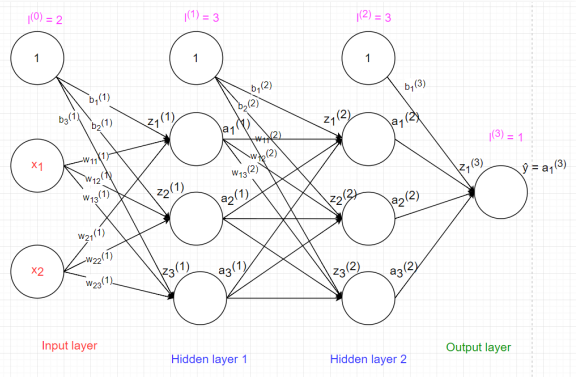 l(0) = 2
l(1) = 3
l(2) = 3
1
1
1
b1(1)
b2(1)
b3(1)
b1(2)
b2(2)
b1(3)
z1(1)
a1(1)
z1(2)
a1(2)
l(3) = 1
x1
w11(1)
w12(1)
w13(1)
w11(2)
w12(2)
w13(2)
z1(3)
ŷ = a1(3)
z2(1)
a2(1)
z2(2)
a2(2)
w21(1)
w22(1)
w23(1)
x2
z3(1)
a3(1)
z3(2)
a3(2)
Input layer
Hidden layer 1
Hidden layer 2
Output layer